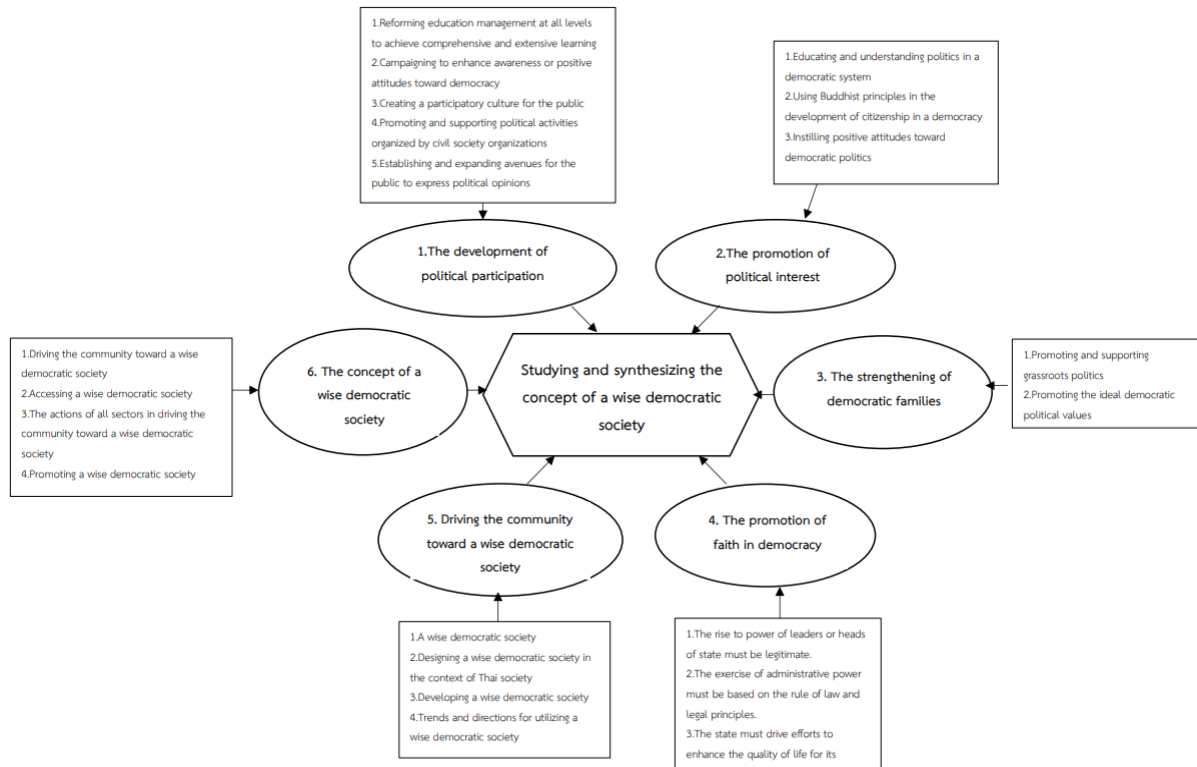 1.Reforming education management at all levels
to achieve comprehensive and extensive learning
2.Campaigning to enhance awareness or positive
attitudes toward democracy
3.Creating a participatory culture for the public
4.Promoting and supporting political activities
organized by civil society organizations
5.Establishing and expanding avenues for the
public to express political opinions
1.Educating and understanding politics in a
democratic system
2.Using Buddhist principles in the
development of citizenship in a democracy
3.Instilling positive attitudes toward
democratic politics
1.The development of
political participation
2.The promotion of
political interest
1.Driving the community toward a wise
democratic society
2.Accessing a wise democratic society
3.The actions of all sectors in driving the
community toward a wise democratic
society
4.Promoting a wise democratic society
6. The concept of a
wise democratic
society
Studying and synthesizing the
concept of a wise democratic
society
3. The strengthening of
democratic families
1.Promoting and supporting
grassroots politics
2.Promoting the ideal democratic
political values
5. Driving the community
toward a wise democratic
society
4. The promotion of
faith in democracy
1.A wise democratic society
2.Designing a wise democratic society in
the context of Thai society
3.Developing a wise democratic society
4.Trends and directions for utilizing a
wise democratic society
1.The rise to power of leaders or heads
of state must be legitimate.
2.The exercise of administrative power
must be based on the rule of law and
legal principles.
3.The state must drive efforts to
enhance the quality of life for its